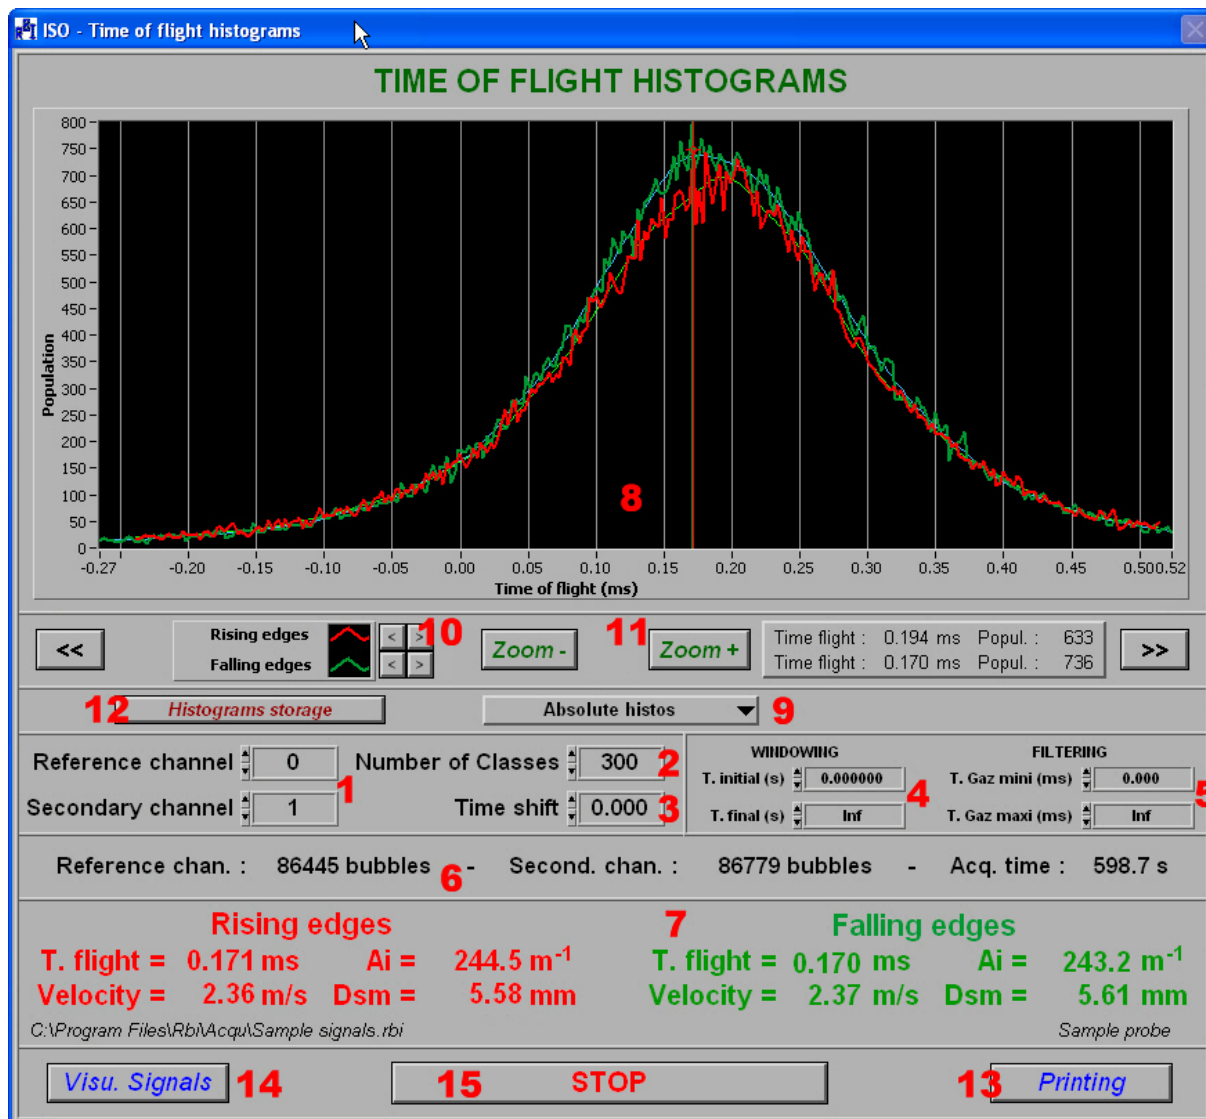 RBI ISO - Time of flight histograms
TIME OF FLIGHT HISTOGRAMS
800
750
700
650
600
550
500
450
400
350
300
250
200
150
100
50
0
Population
8
-0.27 -0.20 -0.15 -0.10 -0.05 0.00 0.05 0.10 0.15 0.20 0.25 0.30 0.35 0.40 0.45 0.500.52
Time of flight (ms)
<< Rising edges < > 10 Zoom - 11 Zoom + Time flight : 0.194 ms Popul. : 633 >>
Falling edges < > Time flight : 0.170 ms Popul. : 736
12 Histograms storage Absolute histos 9
WINDOWING FILTERING
Reference channel 0 Number of Classes 300 2 T. initial (s) 0.000000 T. Gaz mini (ms) 0.000
1 4 5
Secondary channel 1 Time shift 0.000 3 T. final (s) Inf T. Gaz maxi (ms) Inf
Reference chan. : 86445 bubbles 6 - Second. chan. : 86779 bubbles - Acq. time : 598.7 s
Rising edges 7 Falling edges
T. flight = 0.171 ms Ai = 244.5 m-1 T. flight = 0.170 ms Ai = 243.2 m-1
Velocity = 2.36 m/s Dsm = 5.58 mm Velocity = 2.37 m/s Dsm = 5.61 mm
C:\Program Files\Rbi\Acqu\Sample signals.rbi Sample probe
Visu. Signals 14 15 STOP 13 Printing